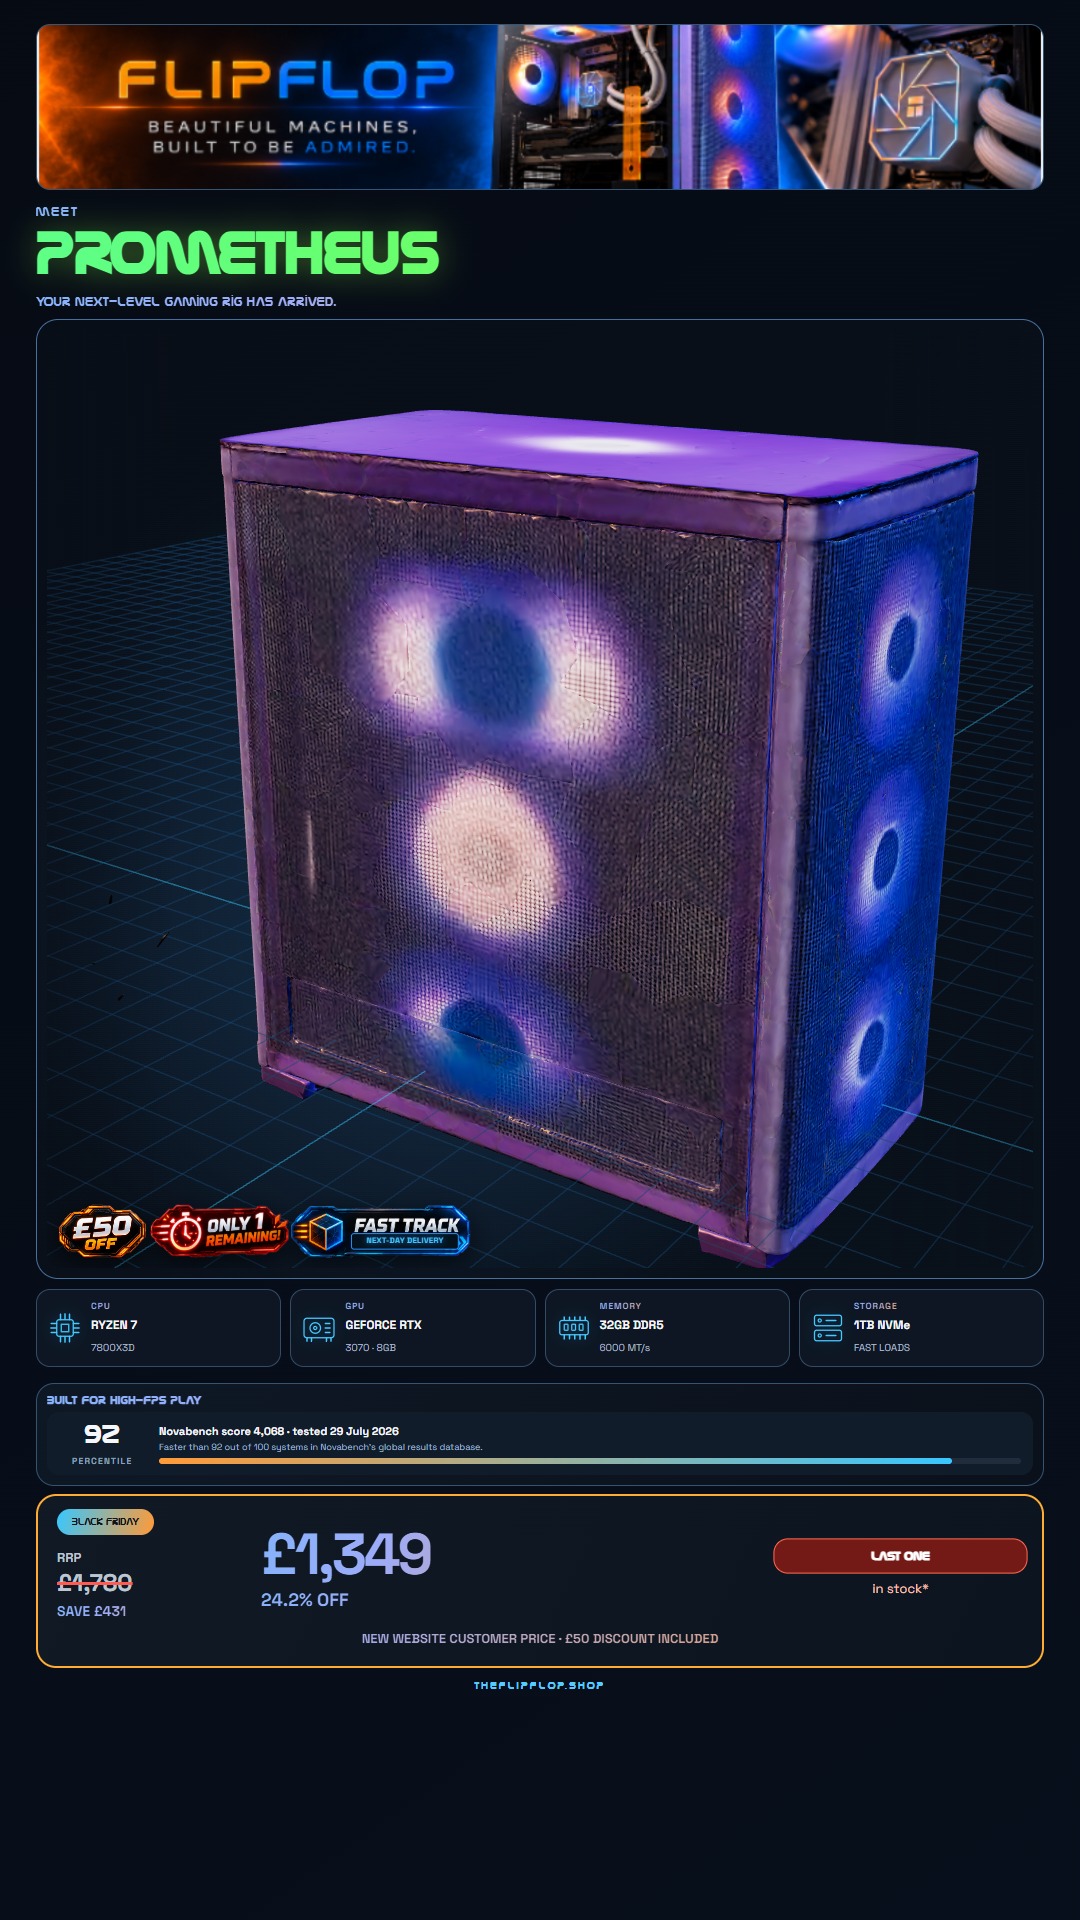 FLIPFLOP
BEAUTIFUL MACHINES,
BUILT TO BE ADMIRED.
MEET
PROMETHEUS
YOUR NEXT-LEVEL GAMING RIG HAS ARRIVED.
£50 OFF
ONLY 1 REMAINING!
FAST TRACK
NEXT-DAY DELIVERY
CPU
RYZEN 7
7800X3D
GPU
GEFORCE RTX
3070 · 8GB
MEMORY
32GB DDR5
6000 MT/s
STORAGE
1TB NVMe
FAST LOADS
BUILT FOR HIGH-FPS PLAY
92
PERCENTILE
Novabench score 4,068 · tested 29 July 2026
Faster than 92 out of 100 systems in Novabench's global results database.
BLACK FRIDAY
RRP
£1,780
SAVE £431
£1,349
24.2% OFF
LAST ONE
in stock*
NEW WEBSITE CUSTOMER PRICE · £50 DISCOUNT INCLUDED
THEFLIPFLOP.SHOP